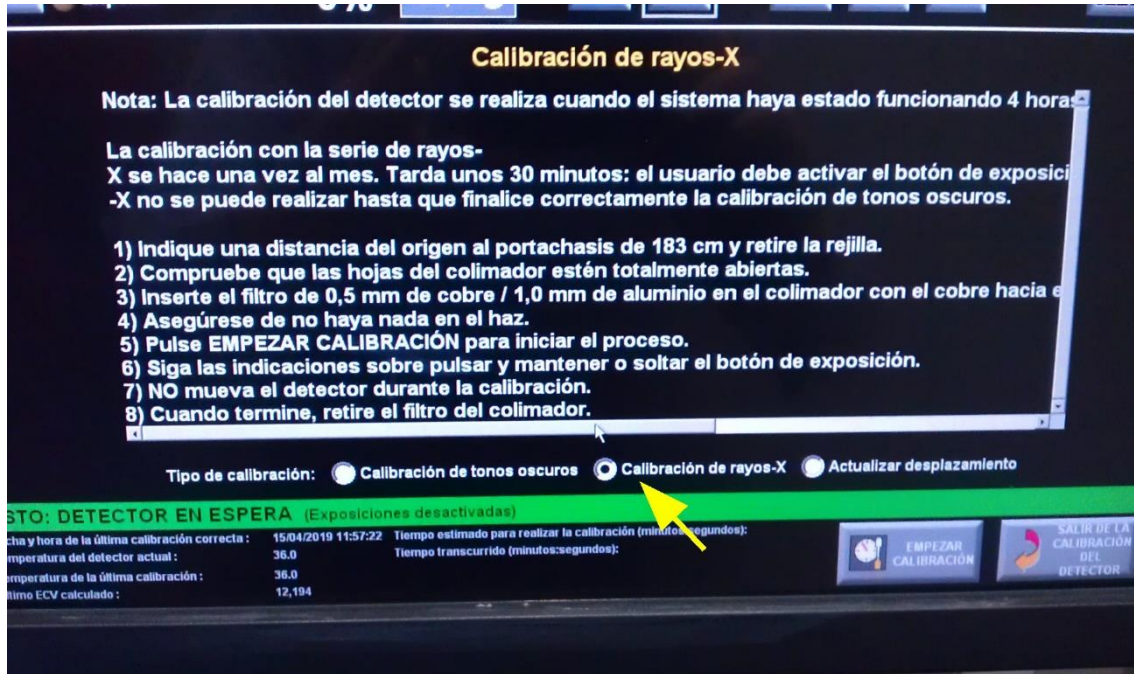 Calibración de rayos-X
Nota: La calibración del detector se realiza cuando el sistema haya estado funcionando 4 horas
La calibración con la serie de rayos-
X se hace una vez al mes. Tarda unos 30 minutos: el usuario debe activar el botón de exposici
-X no se puede realizar hasta que finalice correctamente la calibración de tonos oscuros.
1) Indique una distancia del origen al portachasis de 183 cm y retire la rejilla.
2) Compruebe que las hojas del colimador estén totalmente abiertas.
3) Inserte el filtro de 0,5 mm de cobre / 1,0 mm de aluminio en el colimador con el cobre hacia e
4) Asegúrese de no haya nada en el haz.
5) Pulse EMPEZAR CALIBRACIÓN para iniciar el proceso.
6) Siga las indicaciones sobre pulsar y mantener o soltar el botón de exposición.
7) NO mueva el detector durante la calibración.
8) Cuando termine, retire el filtro del colimador.
Tipo de calibración: Calibración de tonos oscuros Calibración de rayos-X Actualizar desplazamiento
STO: DETECTOR EN ESPERA (Exposiciones desactivadas)
cha y hora de la última calibración correcta : 15/04/2019 11:57:22 Tiempo estimado para realizar la calibración (minutos:segundos):
mperatura del detector actual : 36.0 Tiempo transcurrido (minutos:segundos):
emperatura de la última calibración : 36.0
ltimo ECV calculado : 12,194
EMPEZAR
CALIBRACIÓN
SALIR DE LA
CALIBRACIÓN
DEL
DETECTOR